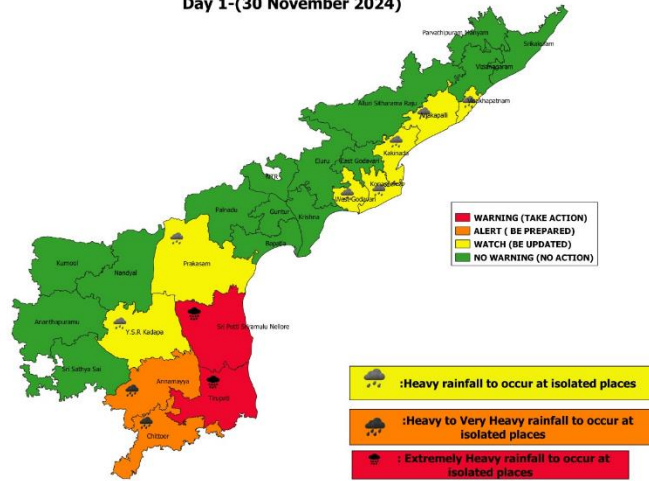 Day 1-(30 November 2024)
Parvathipuram Manyam
Srikakulam
Vizianagaram
Alluri Sitharama Raju
Visakhapatnam
Anakapalli
Kakinada
Eluru
East Godavari
Konaseema
West Godavari
NTR
Krishna
Palnadu
Guntur
Bapatla
Prakasam
Kurnool
Nandyal
Ananthapuramu
Y.S.R Kadapa
Sri Potti Sriramulu Nellore
Sri Sathya Sai
Annamayya
Tirupati
Chittoor
WARNING (TAKE ACTION)
ALERT ( BE PREPARED)
WATCH (BE UPDATED)
NO WARNING (NO ACTION)
:Heavy rainfall to occur at isolated places
:Heavy to Very Heavy rainfall to occur at
isolated places
: Extremely Heavy rainfall to occur at
isolated places